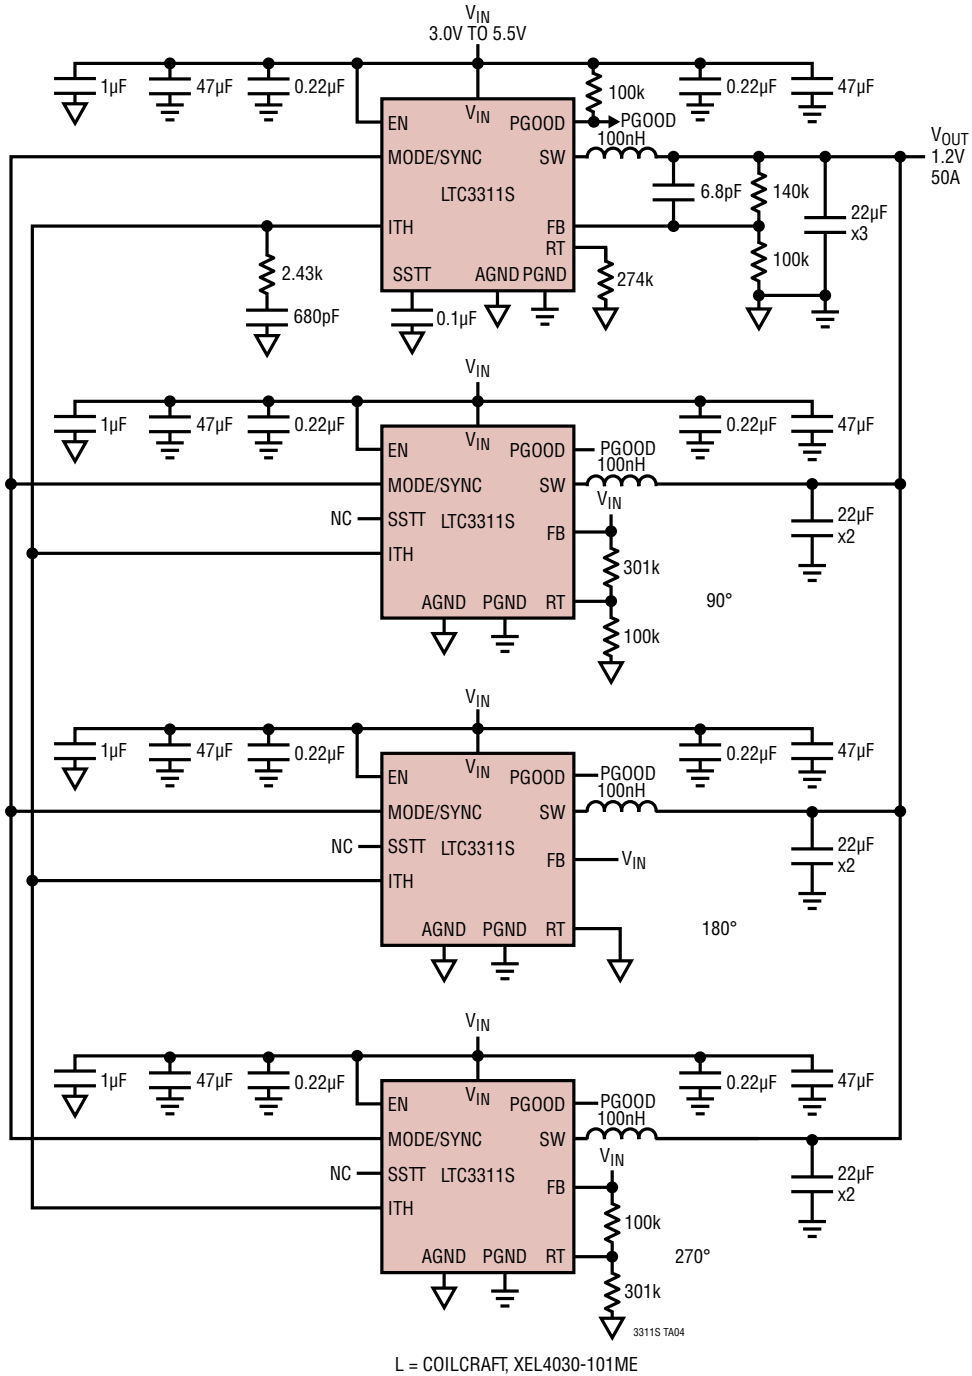 VIN
3.0V TO 5.5V
1µF
47µF
0.22µF
0.22µF
47µF
100k
VIN
EN
PGOOD
PGOOD
100nH
MODE/SYNC
SW
VOUT
1.2V
50A
LTC3311S
6.8pF
140k
22µF
x3
ITH
FB
RT
100k
2.43k
274k
SSTT
AGND
PGND
680pF
0.1µF
VIN
1µF
47µF
0.22µF
0.22µF
47µF
VIN
EN
PGOOD
PGOOD
100nH
MODE/SYNC
SW
VIN
22µF
x2
NC
SSTT
LTC3311S
FB
ITH
301k
AGND
PGND
RT
90°
100k
VIN
1µF
47µF
0.22µF
0.22µF
47µF
VIN
EN
PGOOD
PGOOD
100nH
MODE/SYNC
SW
22µF
x2
NC
SSTT
LTC3311S
FB
VIN
ITH
AGND
PGND
RT
180°
VIN
1µF
47µF
0.22µF
0.22µF
47µF
VIN
EN
PGOOD
PGOOD
100nH
MODE/SYNC
SW
VIN
22µF
x2
NC
SSTT
LTC3311S
FB
ITH
100k
AGND
PGND
RT
270°
301k
3311S TA04
L = COILCRAFT, XEL4030-101ME